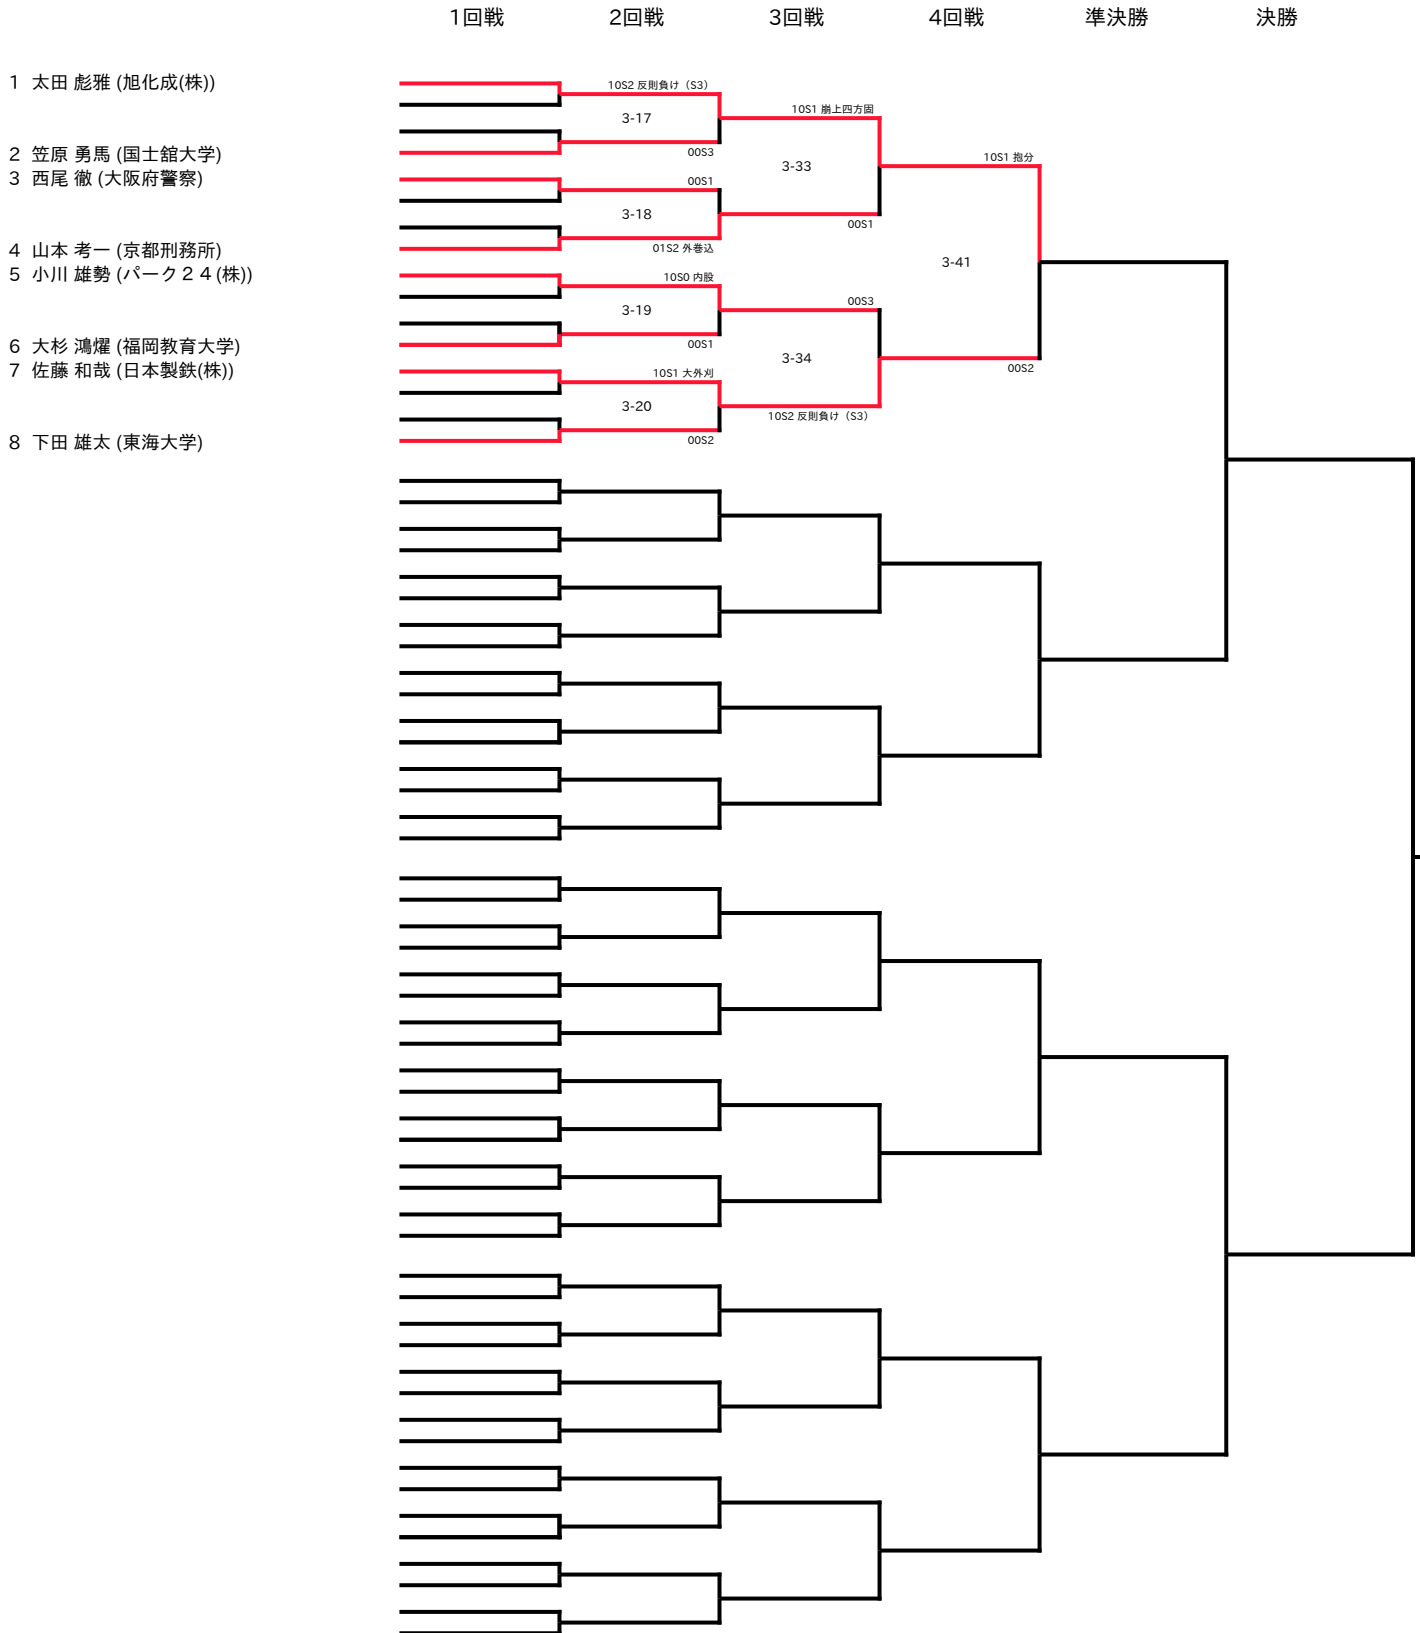 1回戦 2回戦 3回戦 4回戦 準決勝 決勝
1 太田 彪雅 (旭化成(株))
10S2 反則負け（S3）
10S1 崩上四方固
3-17
2 笠原 勇馬 (国士舘大学)
00S3
10S1 抱分
3-33
3 西尾 徹 (大阪府警察)
00S1
3-18
00S1
4 山本 考一 (京都刑務所)
01S2 外巻込
3-41
5 小川 雄勢 (パーク２４(株))
10S0 内股
00S3
3-19
6 大杉 鴻燿 (福岡教育大学)
00S1
3-34
7 佐藤 和哉 (日本製鉄(株))
10S1 大外刈
00S2
3-20
10S2 反則負け（S3）
8 下田 雄太 (東海大学)
00S2